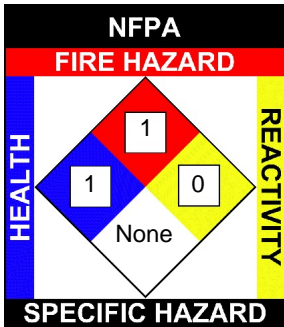 NFPA
FIRE HAZARD
HEALTH
1
1
0
REACTIVITY
None
SPECIFIC HAZARD